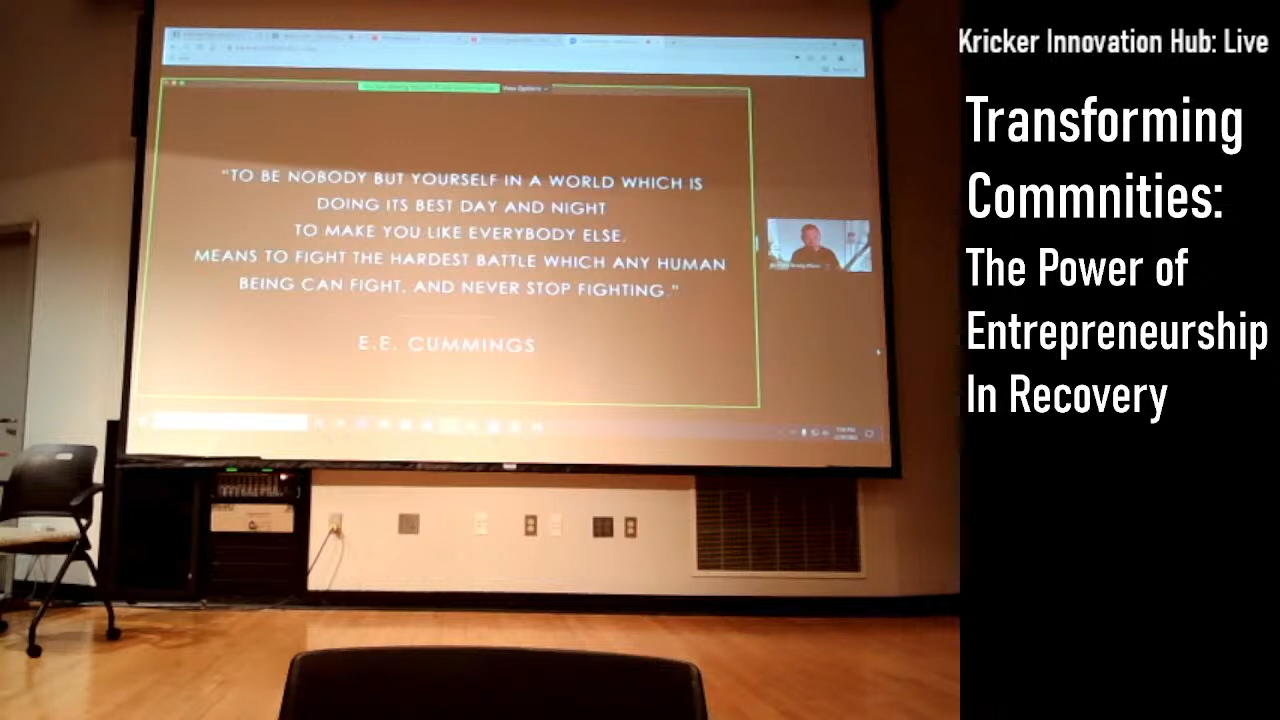 Kricker Innovation Hub: Live
Transforming
Commnities:
The Power of
Entrepreneurship
In Recovery
View Options
"TO BE NOBODY BUT YOURSELF IN A WORLD WHICH IS
DOING ITS BEST DAY AND NIGHT
TO MAKE YOU LIKE EVERYBODY ELSE,
MEANS TO FIGHT THE HARDEST BATTLE WHICH ANY HUMAN
BEING CAN FIGHT, AND NEVER STOP FIGHTING."
E.E. CUMMINGS